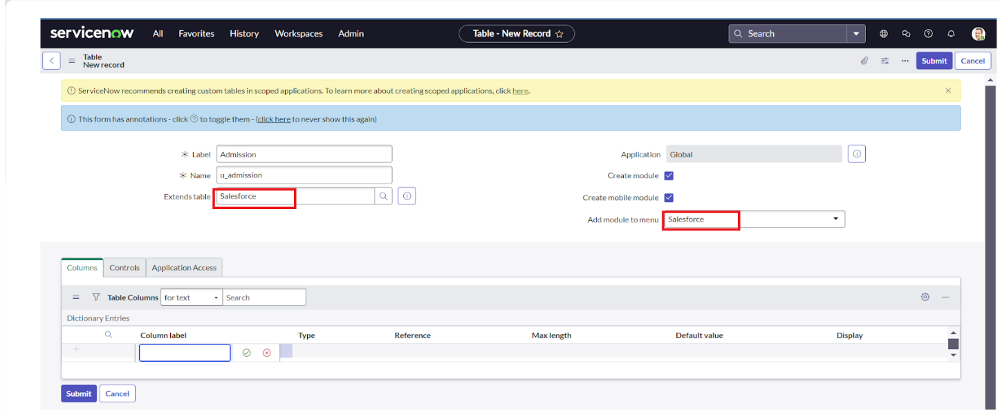 servicenow All Favorites History Workspaces Admin Table - New Record Search
Table
New record
Submit Cancel
ServiceNow recommends creating custom tables in scoped applications. To learn more about creating scoped applications, click here.
This form has annotations - click ? to toggle them - (click here to never show this again)
Label Admission
Application Global
Name u_admission
Create module
Extends table Salesforce
Create mobile module
Add module to menu Salesforce
Columns Controls Application Access
Table Columns for text Search
Dictionary Entries
Column label Type Reference Max length Default value Display
Submit Cancel